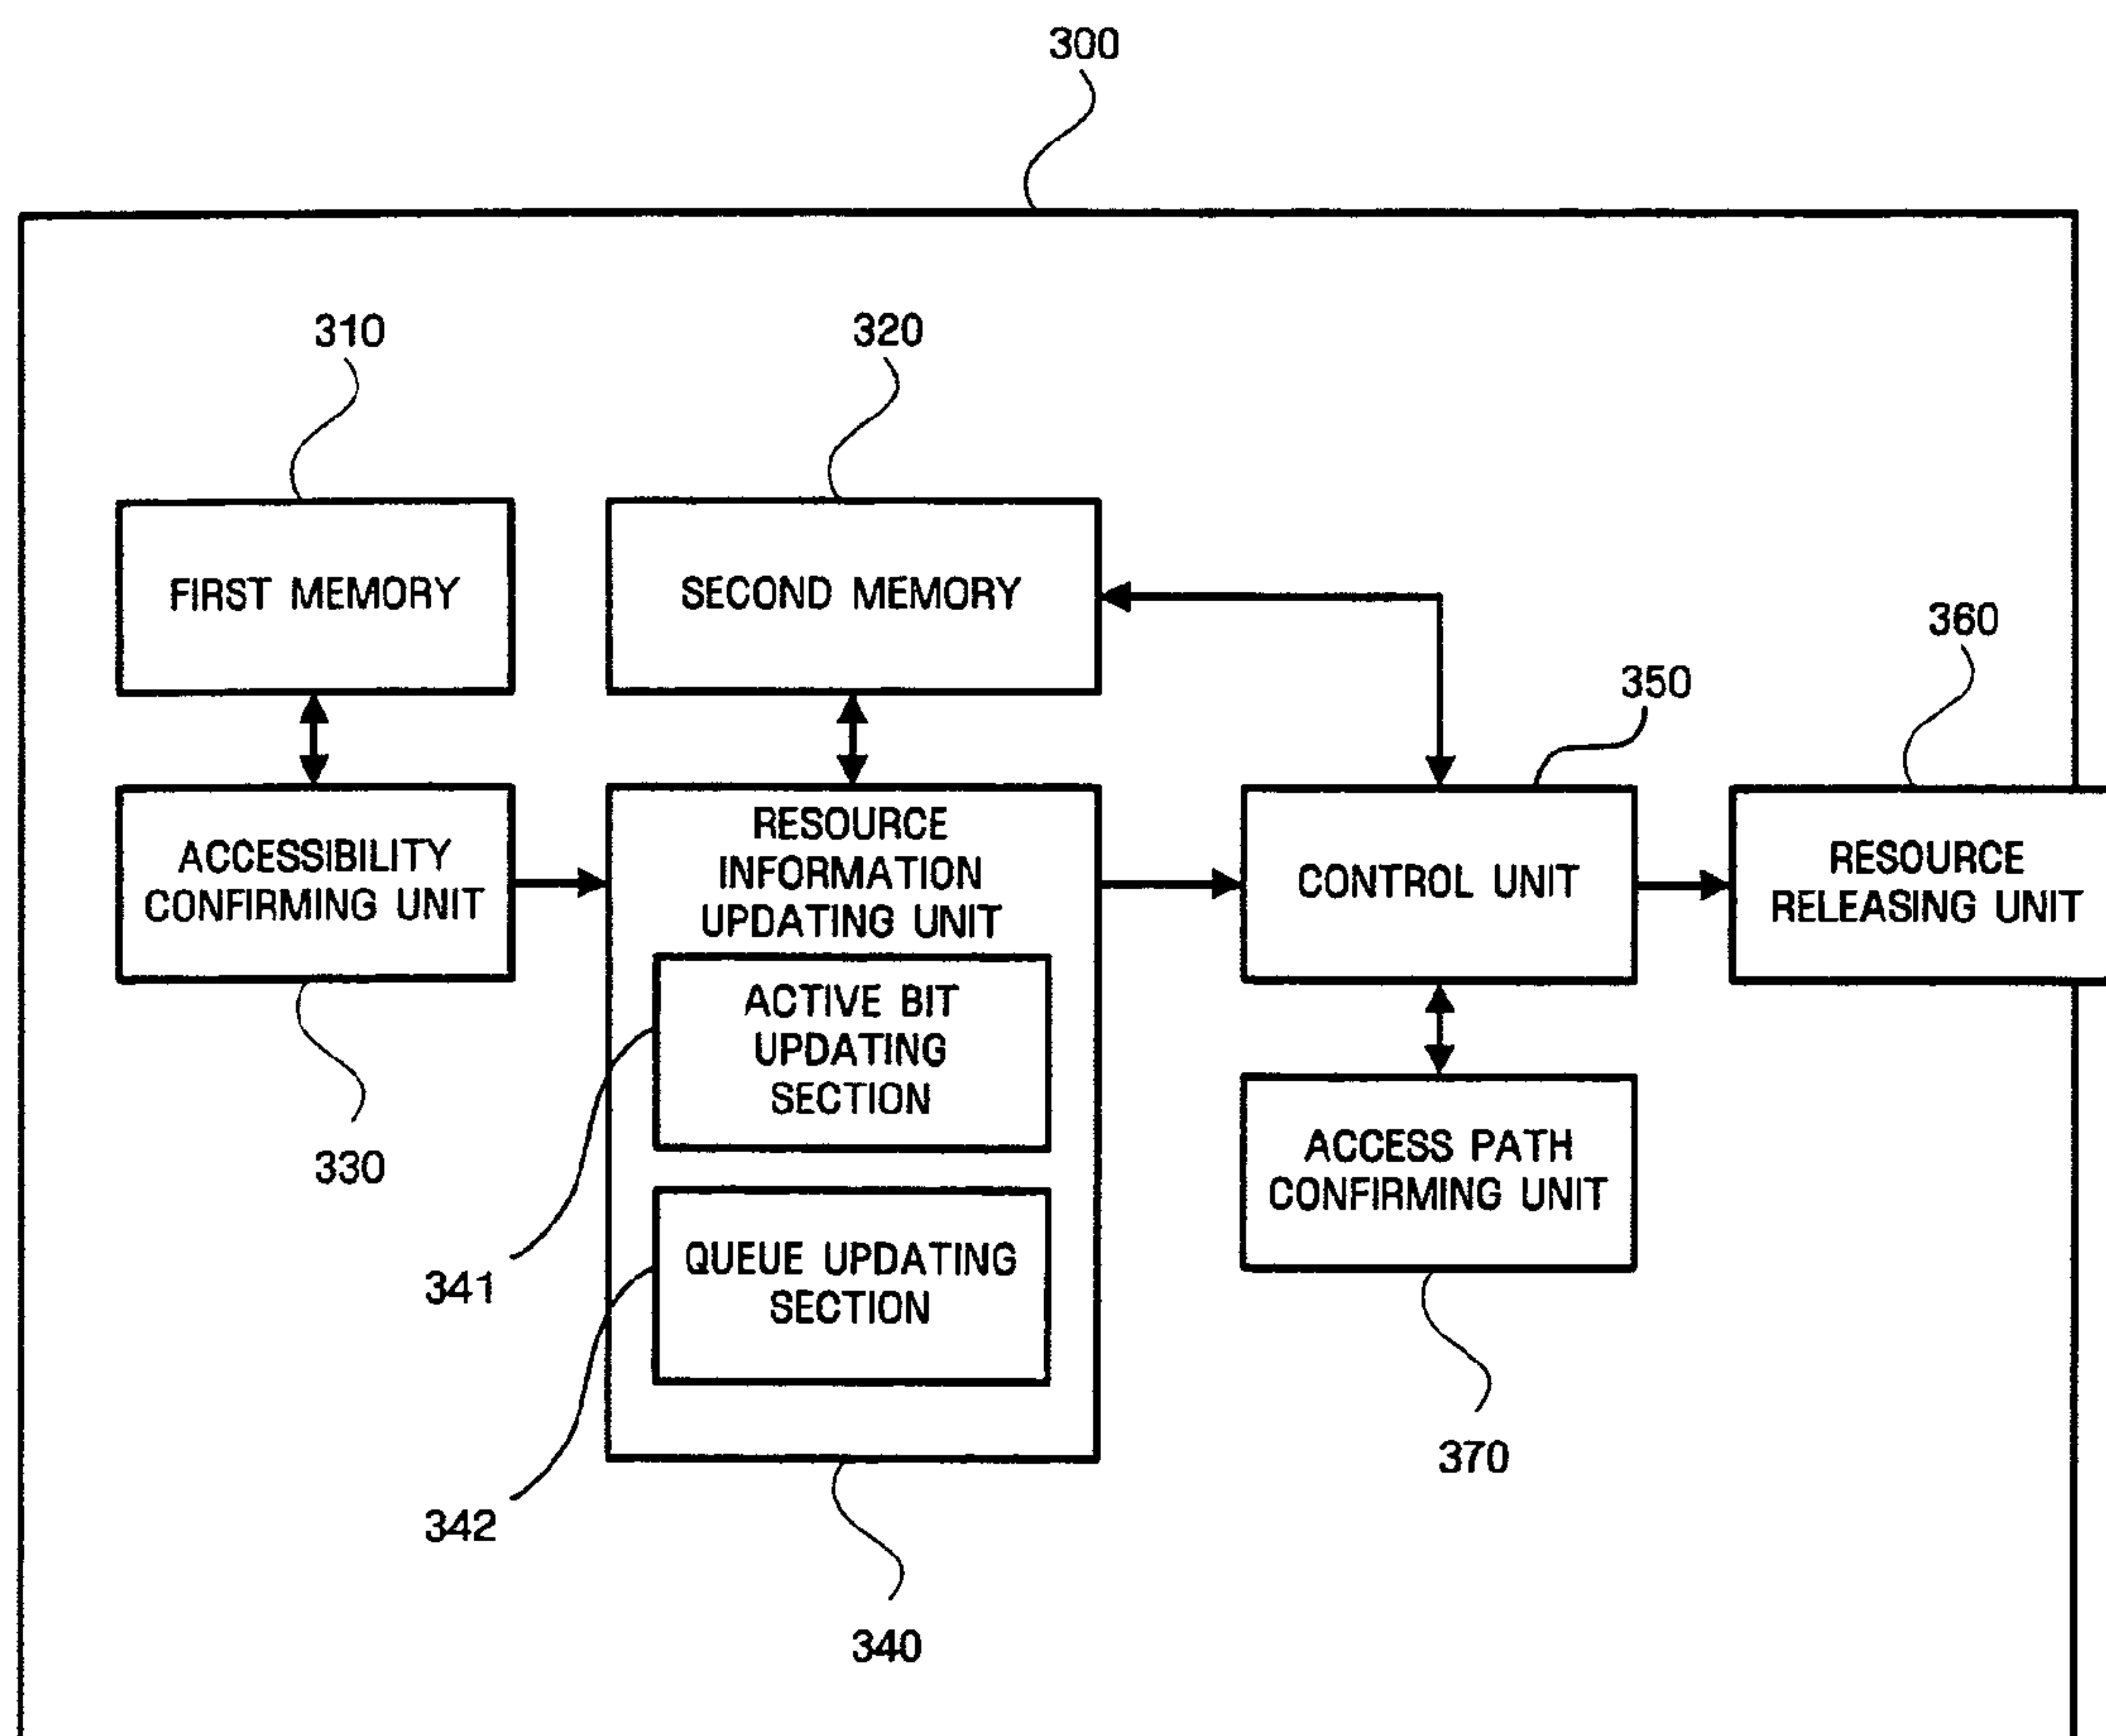 300
310
320
FIRST MEMORY
SECOND MEMORY
360
350
ACCESSIBILITY
CONFIRMING UNIT
RESOURCE
INFORMATION
UPDATING UNIT
CONTROL UNIT
RESOURCE
RELEASING UNIT
ACTIVE BIT
UPDATING
SECTION
ACCESS PATH
CONFIRMING UNIT
330
341
QUEUE UPDATING
SECTION
370
342
340